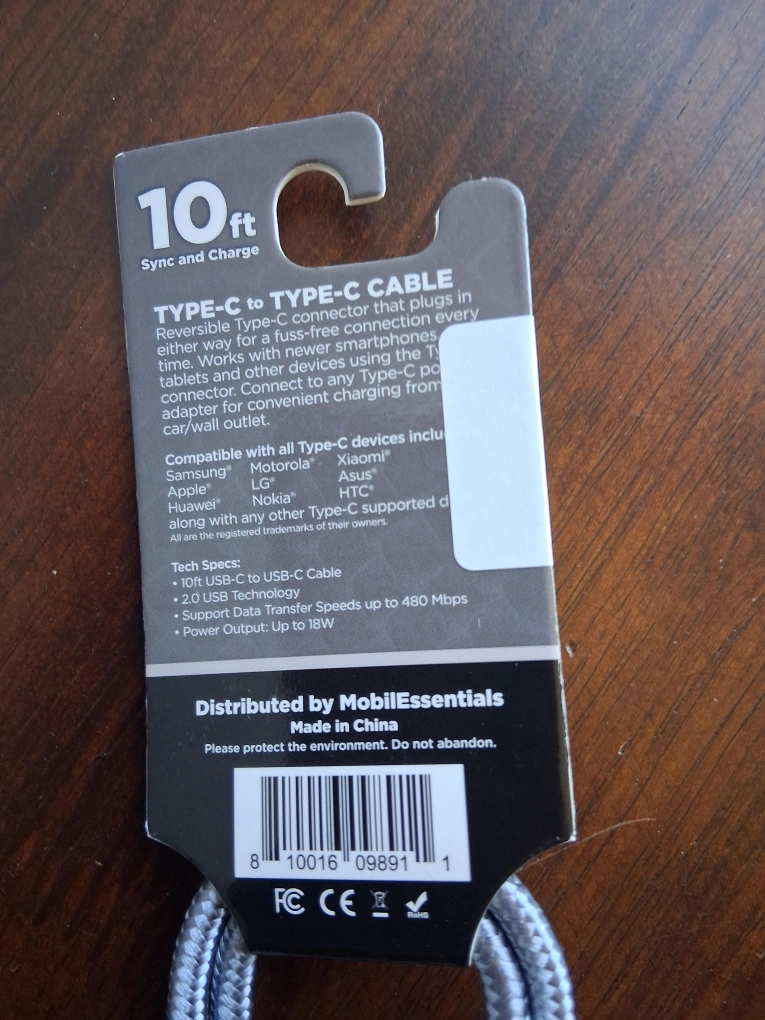 10ft
Sync and Charge
TYPE-C to TYPE-C CABLE
Reversible Type-C connector that plugs in
either way for a fuss-free connection every
time. Works with newer smartphones
tablets and other devices using the
connector. Connect to any Type-C
adapter for convenient charging from
car/wall outlet.
Compatible with all Type-C devices
Samsung® Motorola® Xiaomi®
Apple® LG® Asus®
Huawei® Nokia® HTC®
along with any other Type-C supported
All are the registered trademarks of their owners.
Tech Specs:
• 10ft USB-C to USB-C Cable
• 2.0 USB Technology
• Support Data Transfer Speeds up to 480 Mbps
• Power Output: Up to 18W
Distributed by MobilEssentials
Made in China
Please protect the environment. Do not abandon.
8 10016 09891 1
FC CE RoHS